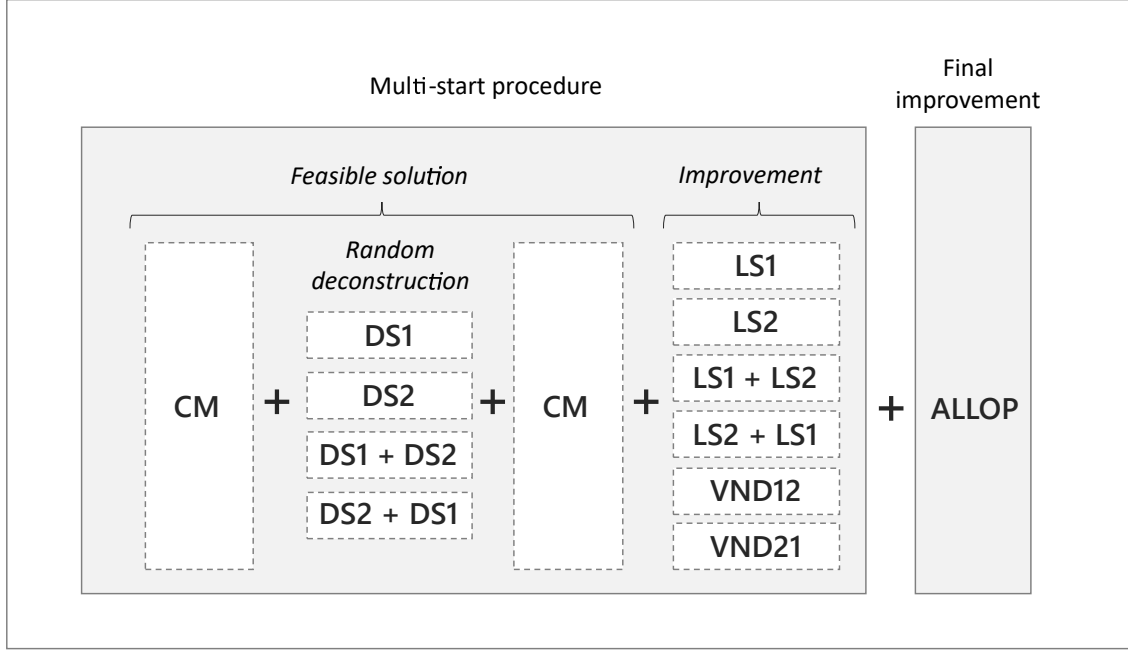 Multi-start procedure
Final
improvement
Feasible solution
Improvement
Random
deconstruction
CM
+
DS1
DS2
DS1 + DS2
DS2 + DS1
+
CM
+
LS1
LS2
LS1 + LS2
LS2 + LS1
VND12
VND21
+
ALLOP